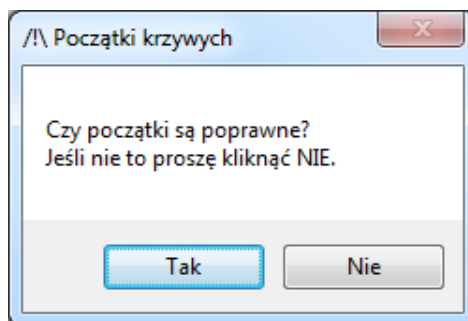 /!\ Początki krzywych
Czy początki są poprawne?
Jeśli nie to proszę kliknąć NIE.
Tak
Nie